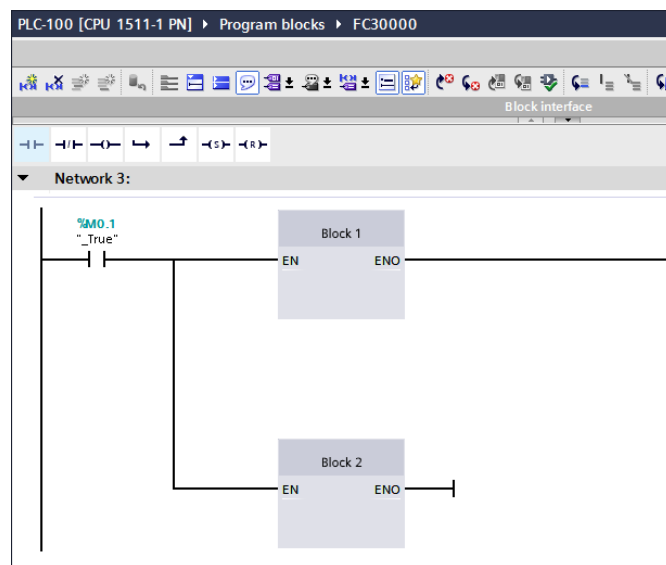 PLC-100 [CPU 1511-1 PN] ▸ Program blocks ▸ FC30000
Block interface
Network 3:
%M0.1
"_True"
Block 1
EN ENO
Block 2
EN ENO